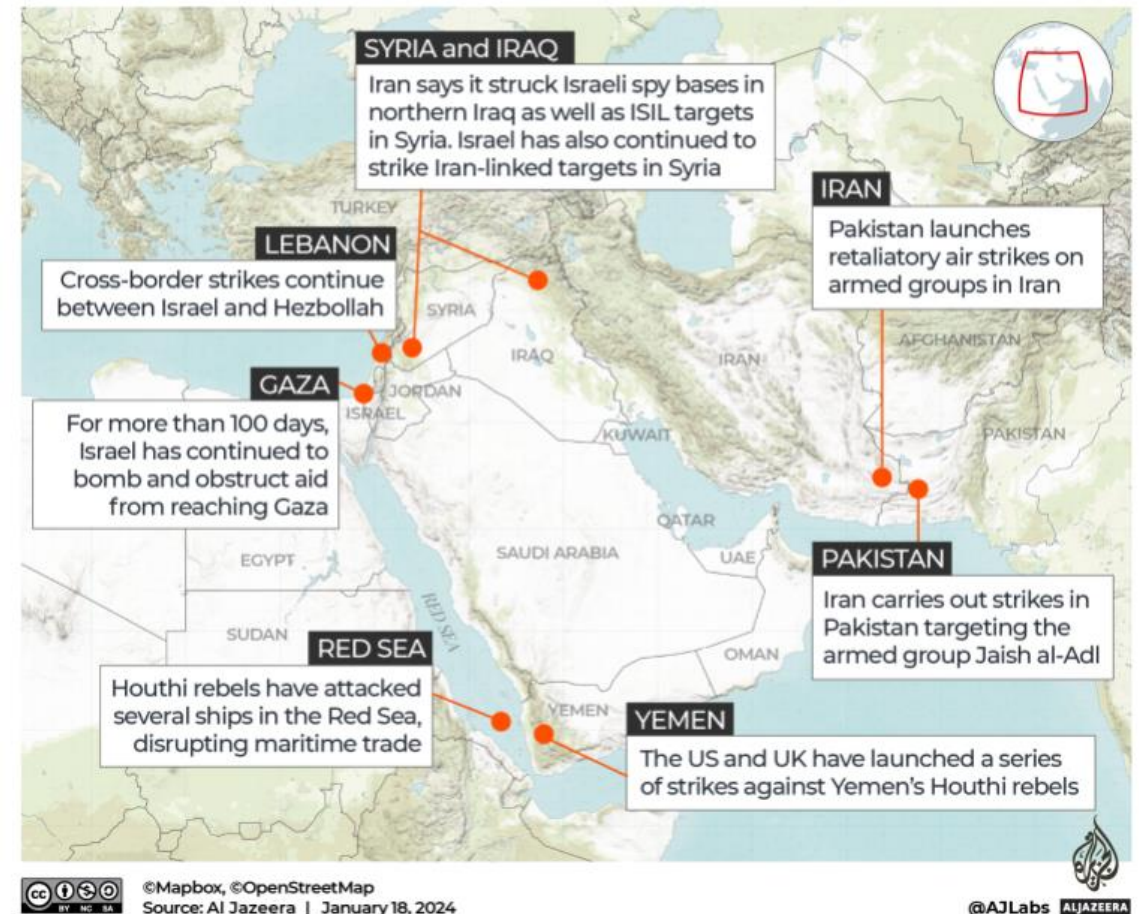 SYRIA and IRAQ
Iran says it struck Israeli spy bases in
northern Iraq as well as ISIL targets
in Syria. Israel has also continued to
strike Iran-linked targets in Syria
IRAN
Pakistan launches
retaliatory air strikes on
armed groups in Iran
TURKEY
LEBANON
Cross-border strikes continue
between Israel and Hezbollah
SYRIA
IRAQ
IRAN
AFGHANISTAN
GAZA
For more than 100 days,
Israel has continued to
bomb and obstruct aid
from reaching Gaza
JORDAN
ISRAEL
KUWAIT
PAKISTAN
QATAR
SAUDI ARABIA
UAE
EGYPT
PAKISTAN
Iran carries out strikes in
Pakistan targeting the
armed group Jaish al-Adl
RED SEA
SUDAN
OMAN
RED SEA
Houthi rebels have attacked
several ships in the Red Sea,
disrupting maritime trade
YEMEN
YEMEN
The US and UK have launched a series
of strikes against Yemen's Houthi rebels
cc BY NC SA
©Mapbox, ©OpenStreetMap
Source: Al Jazeera | January 18, 2024
@AJLabs ALJAZEERA